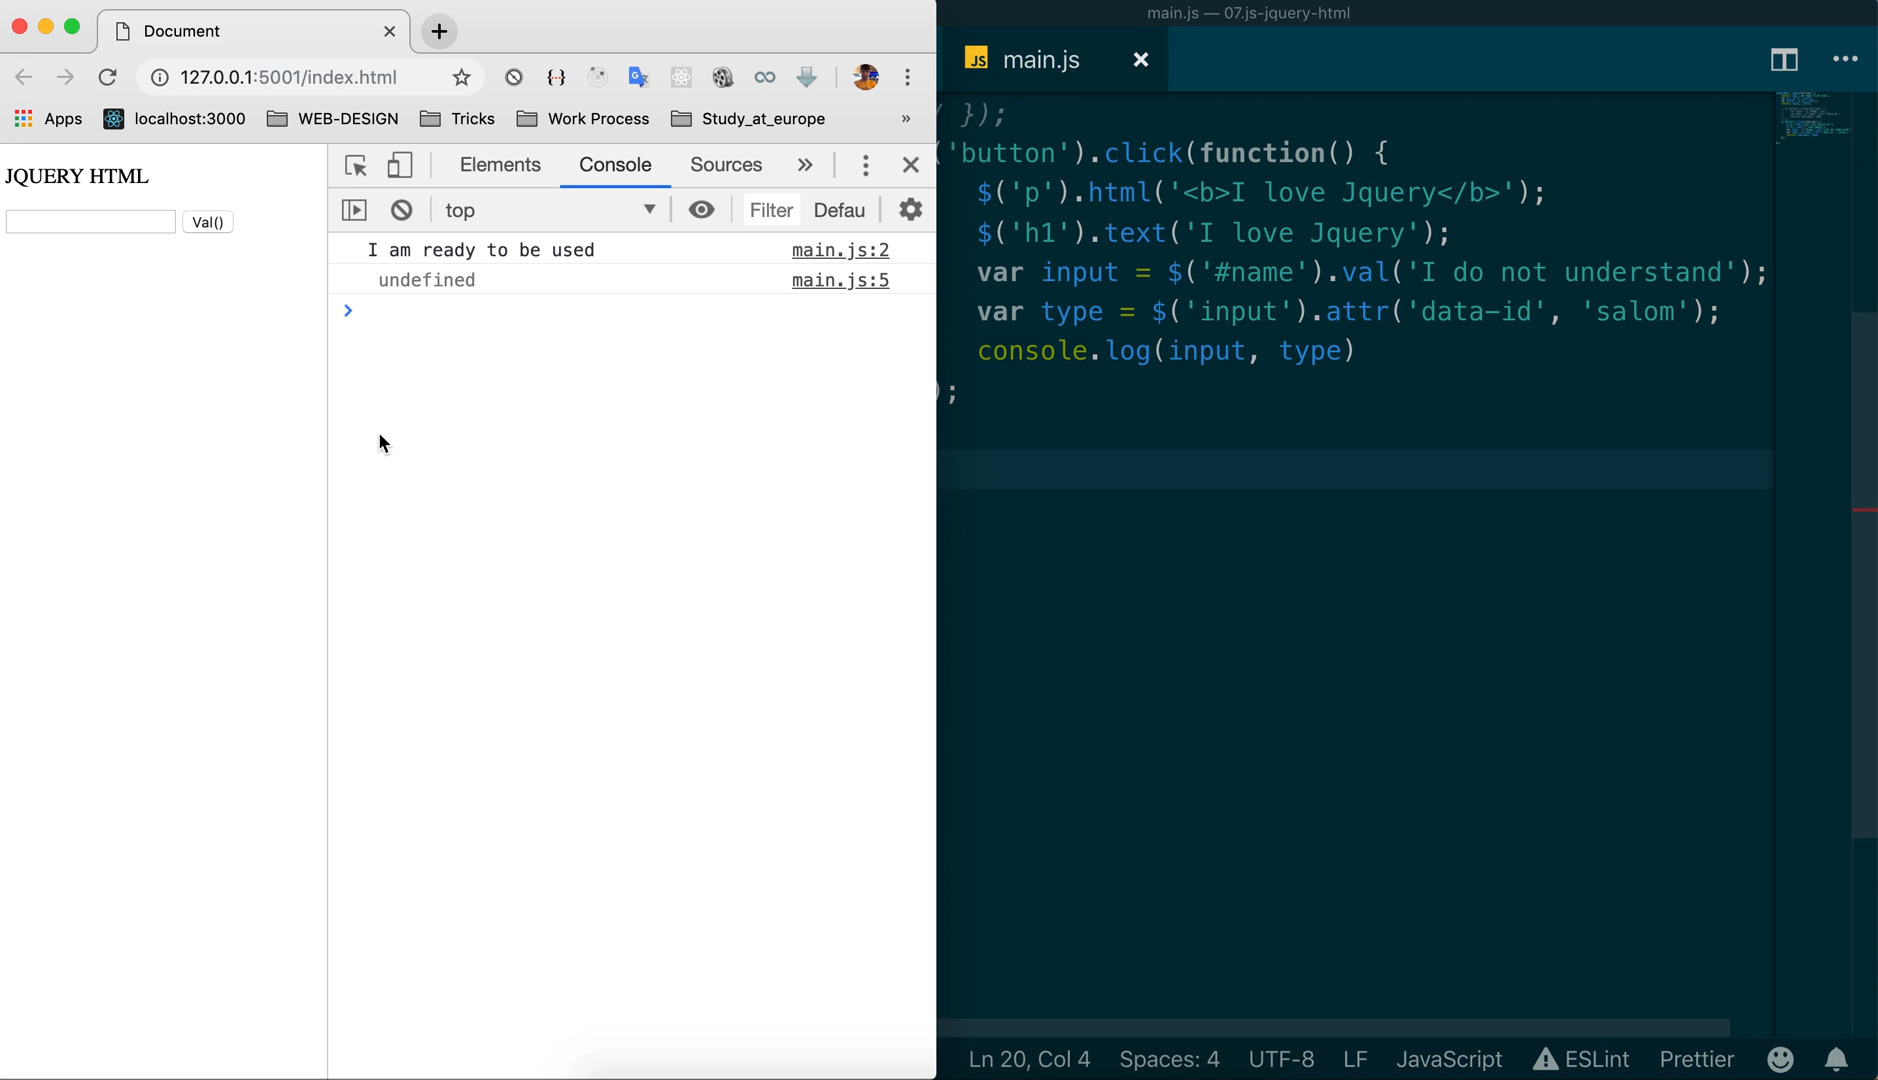 Document
main.js — 07.js-jquery-html
JS main.js
127.0.0.1:5001/index.html
Apps localhost:3000 WEB-DESIGN Tricks Work Process Study_at_europe »
JQUERY HTML
Val()
Elements Console Sources »
top Filter Defau
I am ready to be used main.js:2
undefined main.js:5
>
/ });
('button').click(function() {
$('p').html('<b>I love Jquery</b>');
$('h1').text('I love Jquery');
var input = $('#name').val('I do not understand');
var type = $('input').attr('data-id', 'salom');
console.log(input, type)
);
Ln 20, Col 4 Spaces: 4 UTF-8 LF JavaScript ESLint Prettier